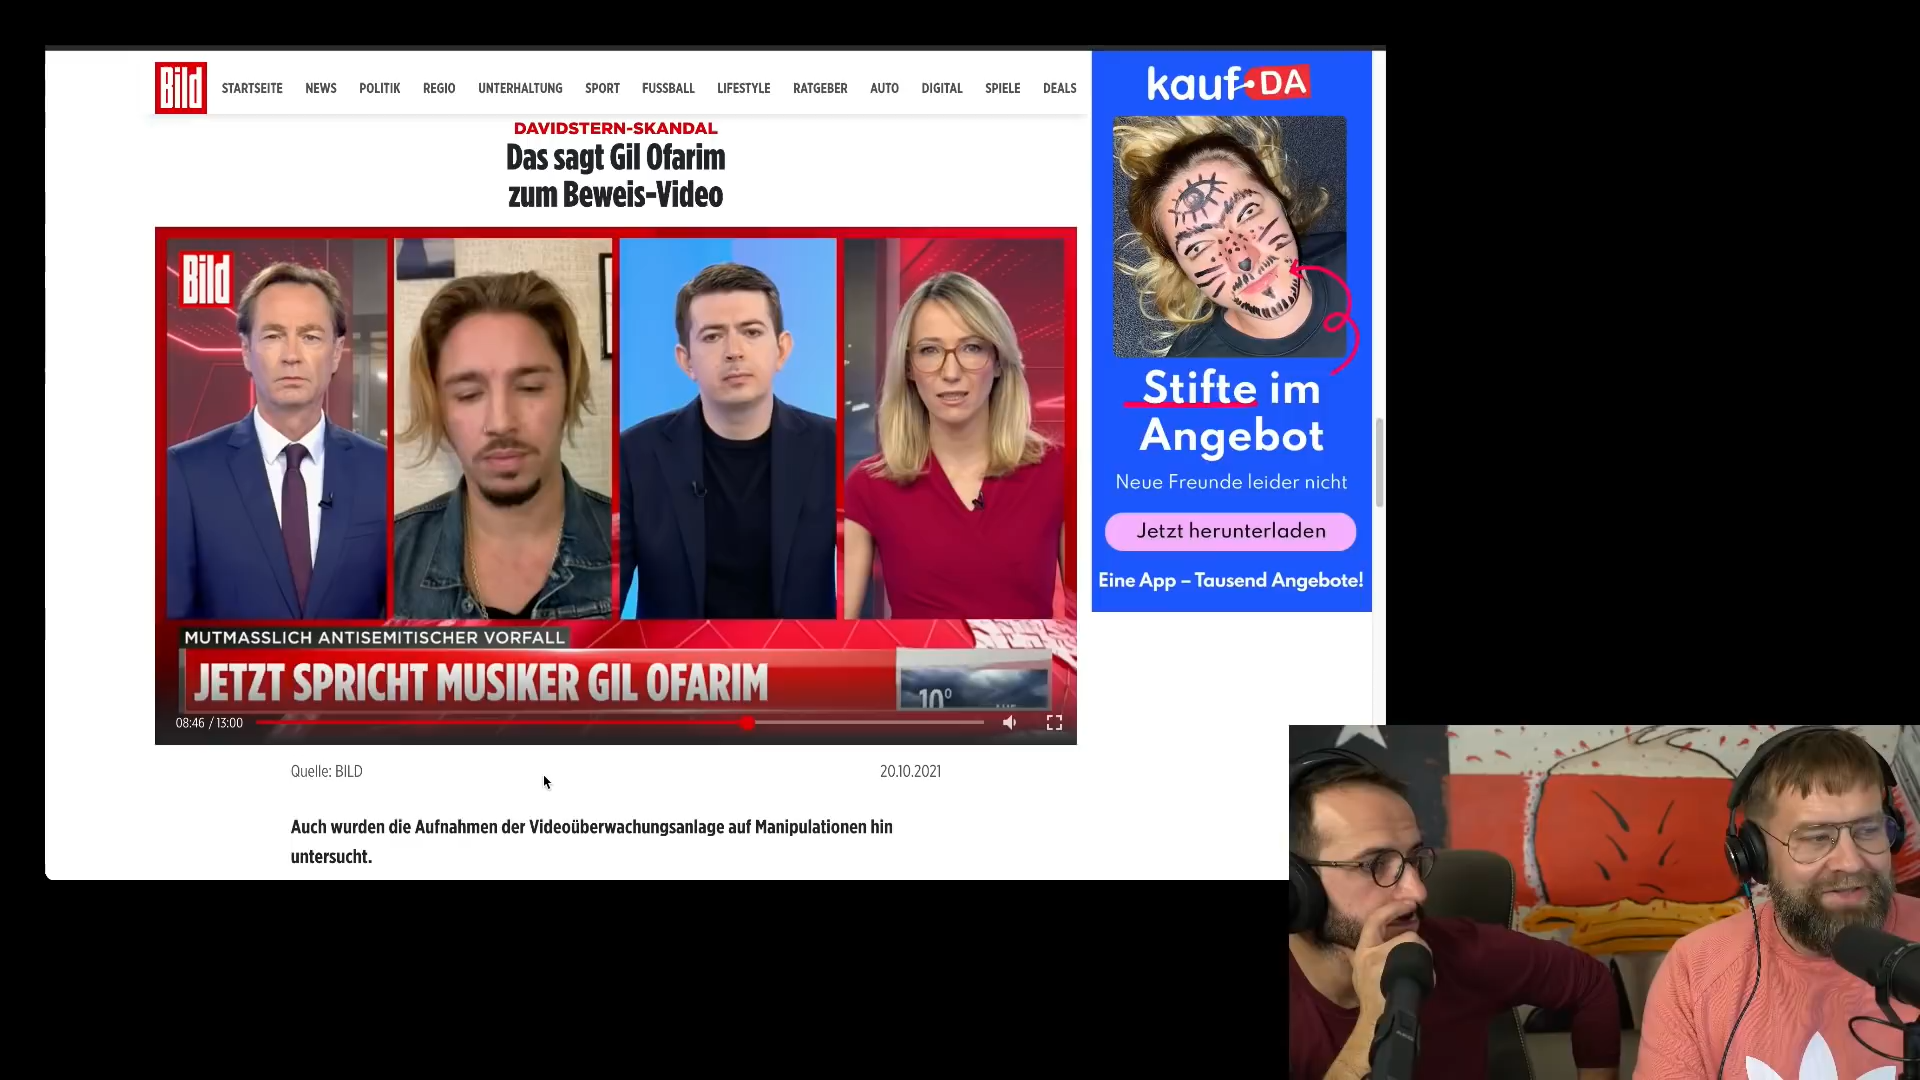 Bild
STARTSEITE NEWS POLITIK REGIO UNTERHALTUNG SPORT FUSSBALL LIFESTYLE RATGEBER AUTO DIGITAL SPIELE DEALS
DAVIDSTERN-SKANDAL
Das sagt Gil Ofarim
zum Beweis-Video
Bild
MUTMASSLICH ANTISEMITISCHER VORFALL
JETZT SPRICHT MUSIKER GIL OFARIM
10°
08:46 / 13:00
Quelle: BILD
20.10.2021
Auch wurden die Aufnahmen der Videoüberwachungsanlage auf Manipulationen hin
untersucht.
kaufDA
Stifte im
Angebot
Neue Freunde leider nicht
Jetzt herunterladen
Eine App – Tausend Angebote!